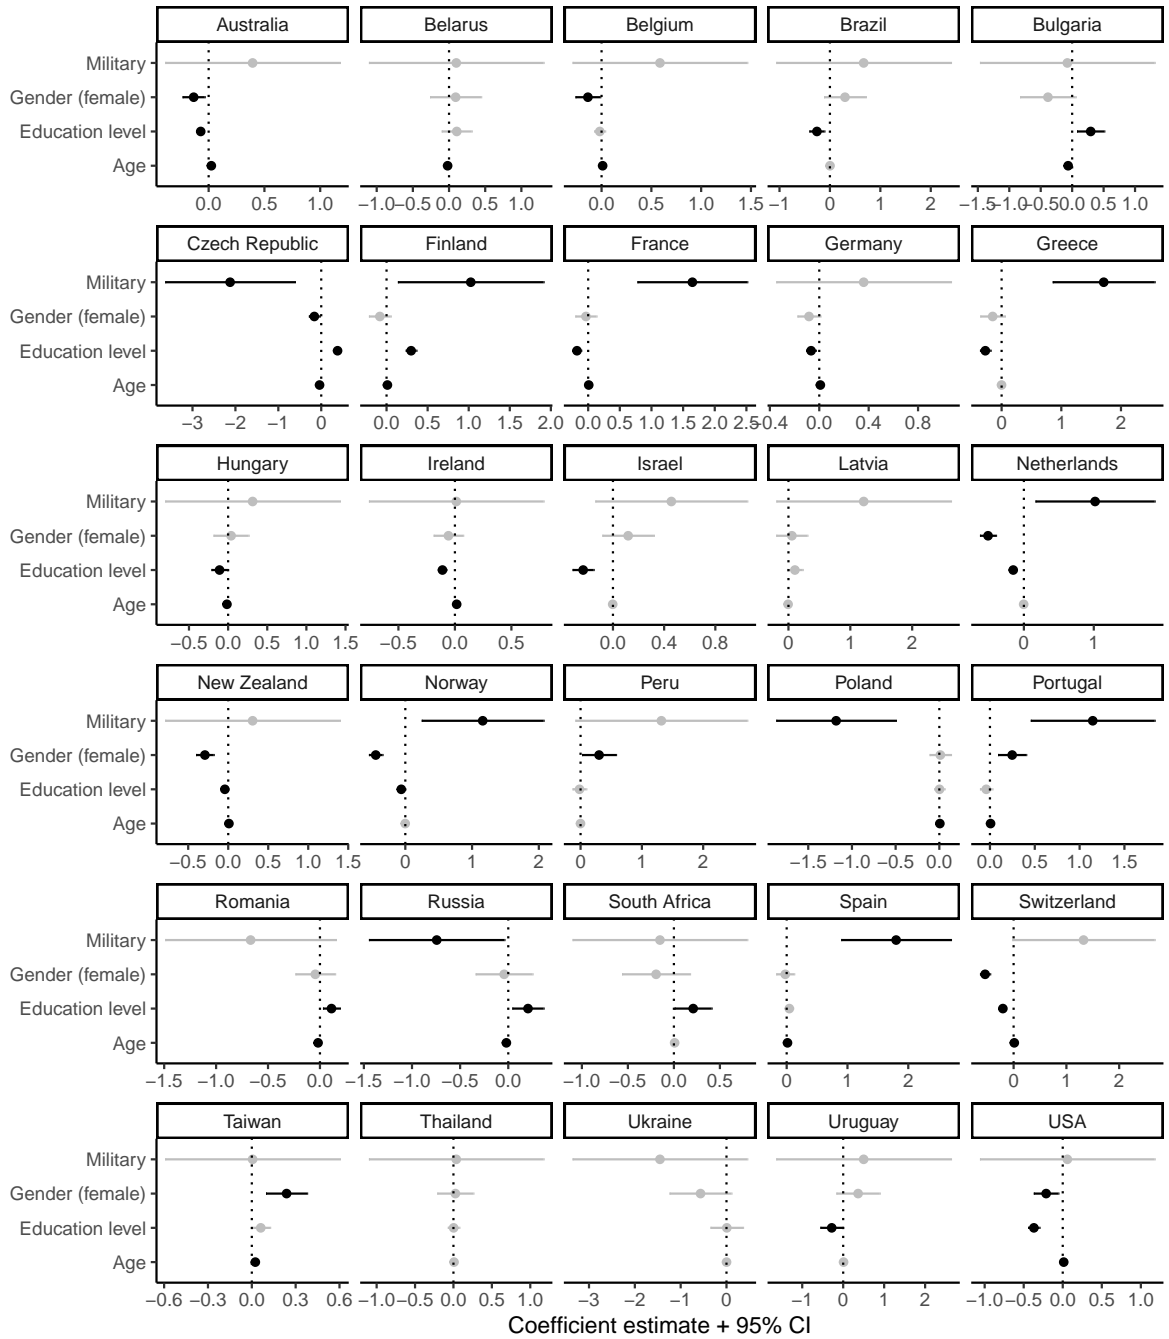 Australia Belarus Belgium Brazil Bulgaria
Military
Gender (female)
Education level
Age
0.0 0.5 1.0 −1.0 −0.5 0.0 0.5 1.0 0.0 0.5 1.0 1.5 −1 0 1 2 −1.5 −1.0 −0.5 0.0 0.5 1.0
Czech Republic Finland France Germany Greece
Military
Gender (female)
Education level
Age
−3 −2 −1 0 0.0 0.5 1.0 1.5 2.0 0.0 0.5 1.0 1.5 2.0 2.5 −0.4 0.0 0.4 0.8 0 1 2
Hungary Ireland Israel Latvia Netherlands
Military
Gender (female)
Education level
Age
−0.5 0.0 0.5 1.0 1.5 −0.5 0.0 0.5 0.0 0.4 0.8 0 1 2 0 1
New Zealand Norway Peru Poland Portugal
Military
Gender (female)
Education level
Age
−0.5 0.0 0.5 1.0 1.5 0 1 2 0 1 2 −1.5 −1.0 −0.5 0.0 0.0 0.5 1.0 1.5
Romania Russia South Africa Spain Switzerland
Military
Gender (female)
Education level
Age
−1.5 −1.0 −0.5 0.0 −1.5 −1.0 −0.5 0.0 −1.0 −0.5 0.0 0.5 0 1 2 0 1 2
Taiwan Thailand Ukraine Uruguay USA
Military
Gender (female)
Education level
Age
−0.6 −0.3 0.0 0.3 0.6 −1.0 −0.5 0.0 0.5 1.0 −3 −2 −1 0 −1 0 1 2 −1.0 −0.5 0.0 0.5 1.0
Coefficient estimate + 95% CI